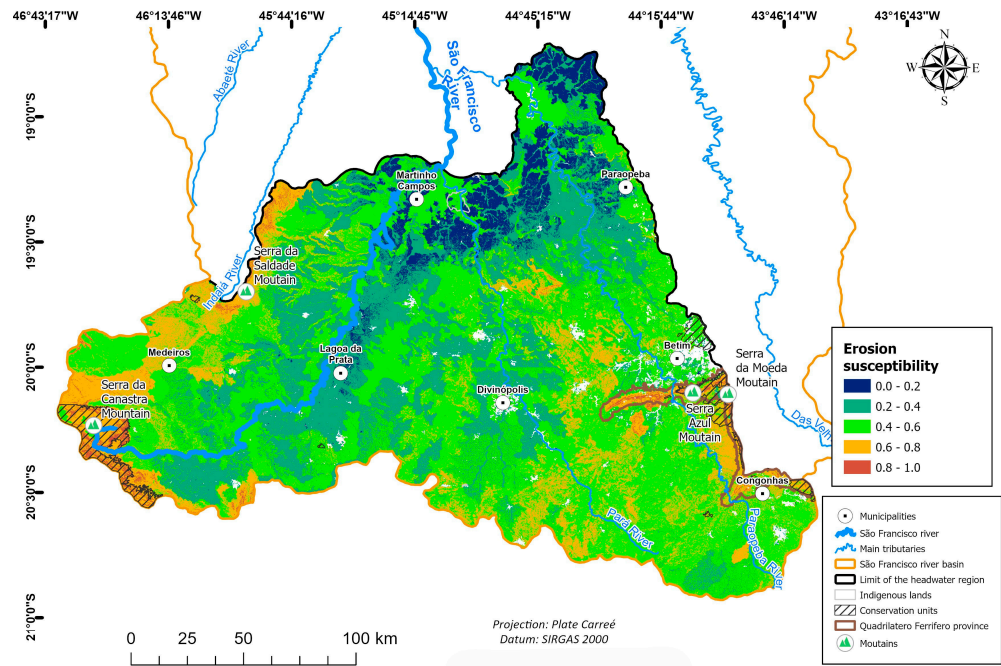 46°43'17"W 46°13'46"W 45°44'16"W 45°14'45"W 44°45'15"W 44°15'44"W 43°46'14"W 43°16'43"W
N
W E
S
19°0'0"S
19°30'0"S
20°0'0"S
20°30'0"S
21°0'0"S
Abaeté River
São Francisco
River
Martinho
Campos
Paraopeba
Serra da
Saldade
Moutain
Indaiá River
Medeiros
Lagoa da
Prata
Betim
Serra
da Moeda
Moutain
Serra da
Canastra
Mountain
Divinópolis
Serra
Azul
Moutain
Das Velh
Congonhas
Pará River
Paraopeba River
Erosion
susceptibility
0.0 - 0.2
0.2 - 0.4
0.4 - 0.6
0.6 - 0.8
0.8 - 1.0
Municipalities
São Francisco river
Main tributaries
São Francisco river basin
Limit of the headwater region
Indigenous lands
Conservation units
Quadrilatero Ferrifero province
Moutains
0 25 50 100 km
Projection: Plate Carreé
Datum: SIRGAS 2000